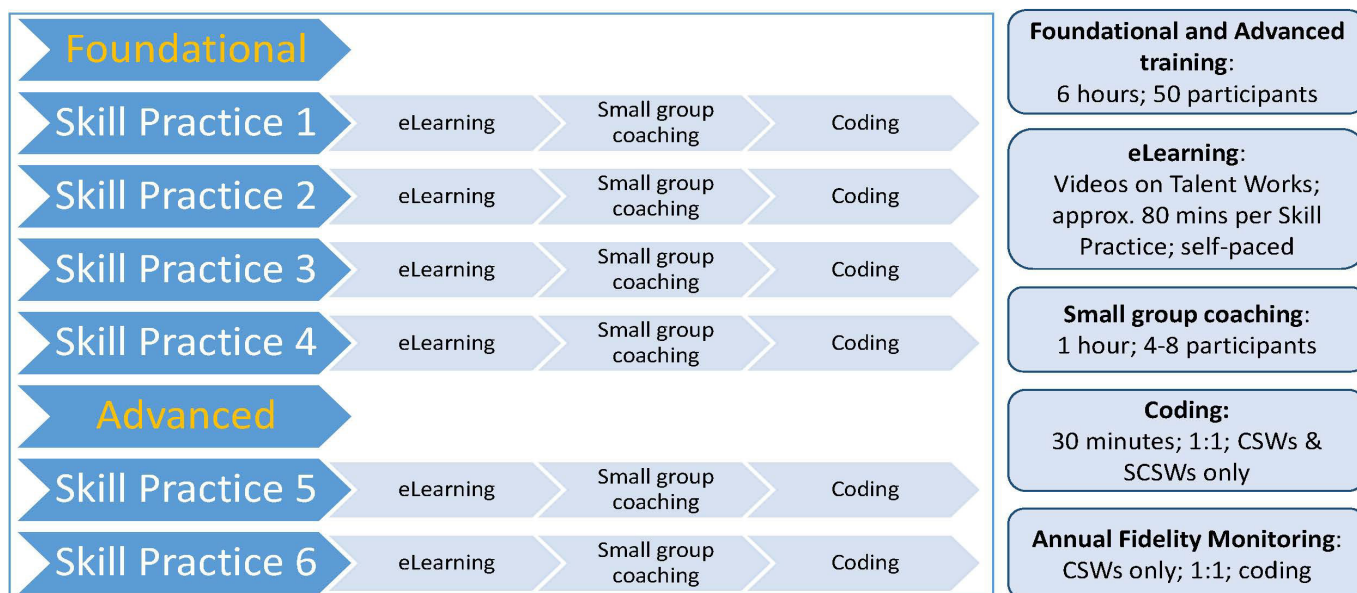 Foundational
Skill Practice 1
eLearning
Small group
coaching
Coding
Skill Practice 2
eLearning
Small group
coaching
Coding
Skill Practice 3
eLearning
Small group
coaching
Coding
Skill Practice 4
eLearning
Small group
coaching
Coding
Advanced
Skill Practice 5
eLearning
Small group
coaching
Coding
Skill Practice 6
eLearning
Small group
coaching
Coding
Foundational and Advanced
training:
6 hours; 50 participants
eLearning:
Videos on Talent Works;
approx. 80 mins per Skill
Practice; self-paced
Small group coaching:
1 hour; 4-8 participants
Coding:
30 minutes; 1:1; CSWs &
SCSWs only
Annual Fidelity Monitoring:
CSWs only; 1:1; coding